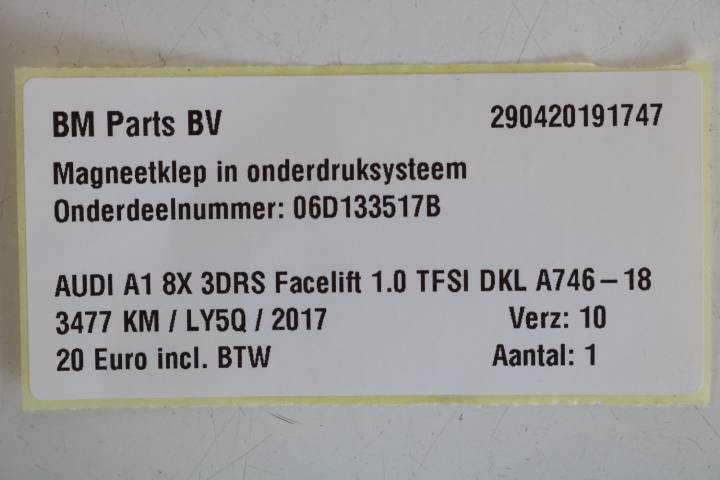 BM Parts BV 290420191747
Magneetklep in onderdruksysteem
Onderdeelnummer: 06D133517B
AUDI A1 8X 3DRS Facelift 1.0 TFSI DKL A746-18
3477 KM / LY5Q / 2017 Verz: 10
20 Euro incl. BTW Aantal: 1